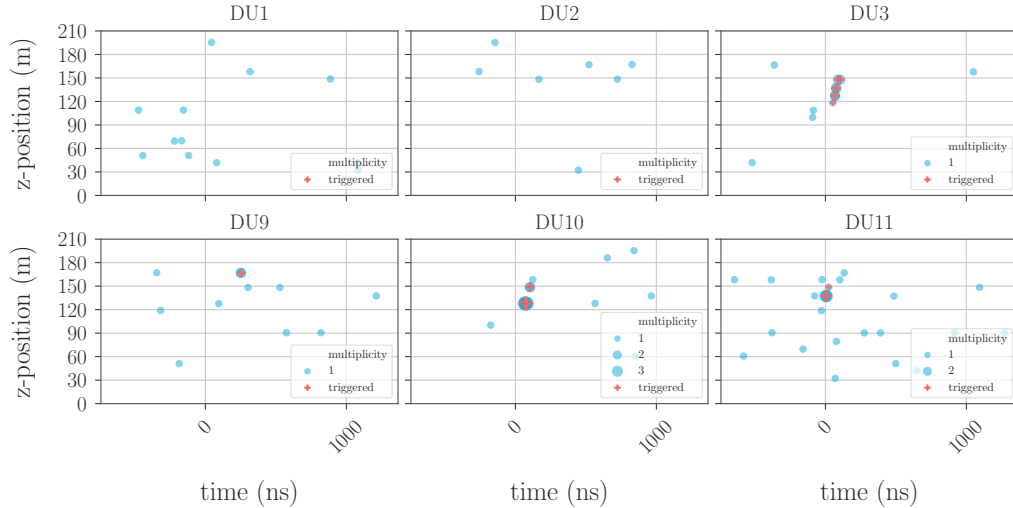 DU1
DU2
DU3
z-position (m)
210
180
150
120
90
60
30
0
multiplicity
triggered
multiplicity
triggered
multiplicity
1
triggered
DU9
DU10
DU11
z-position (m)
210
180
150
120
90
60
30
0
multiplicity
1
triggered
multiplicity
1
2
3
triggered
multiplicity
1
2
triggered
0
1000
0
1000
0
1000
time (ns)
time (ns)
time (ns)